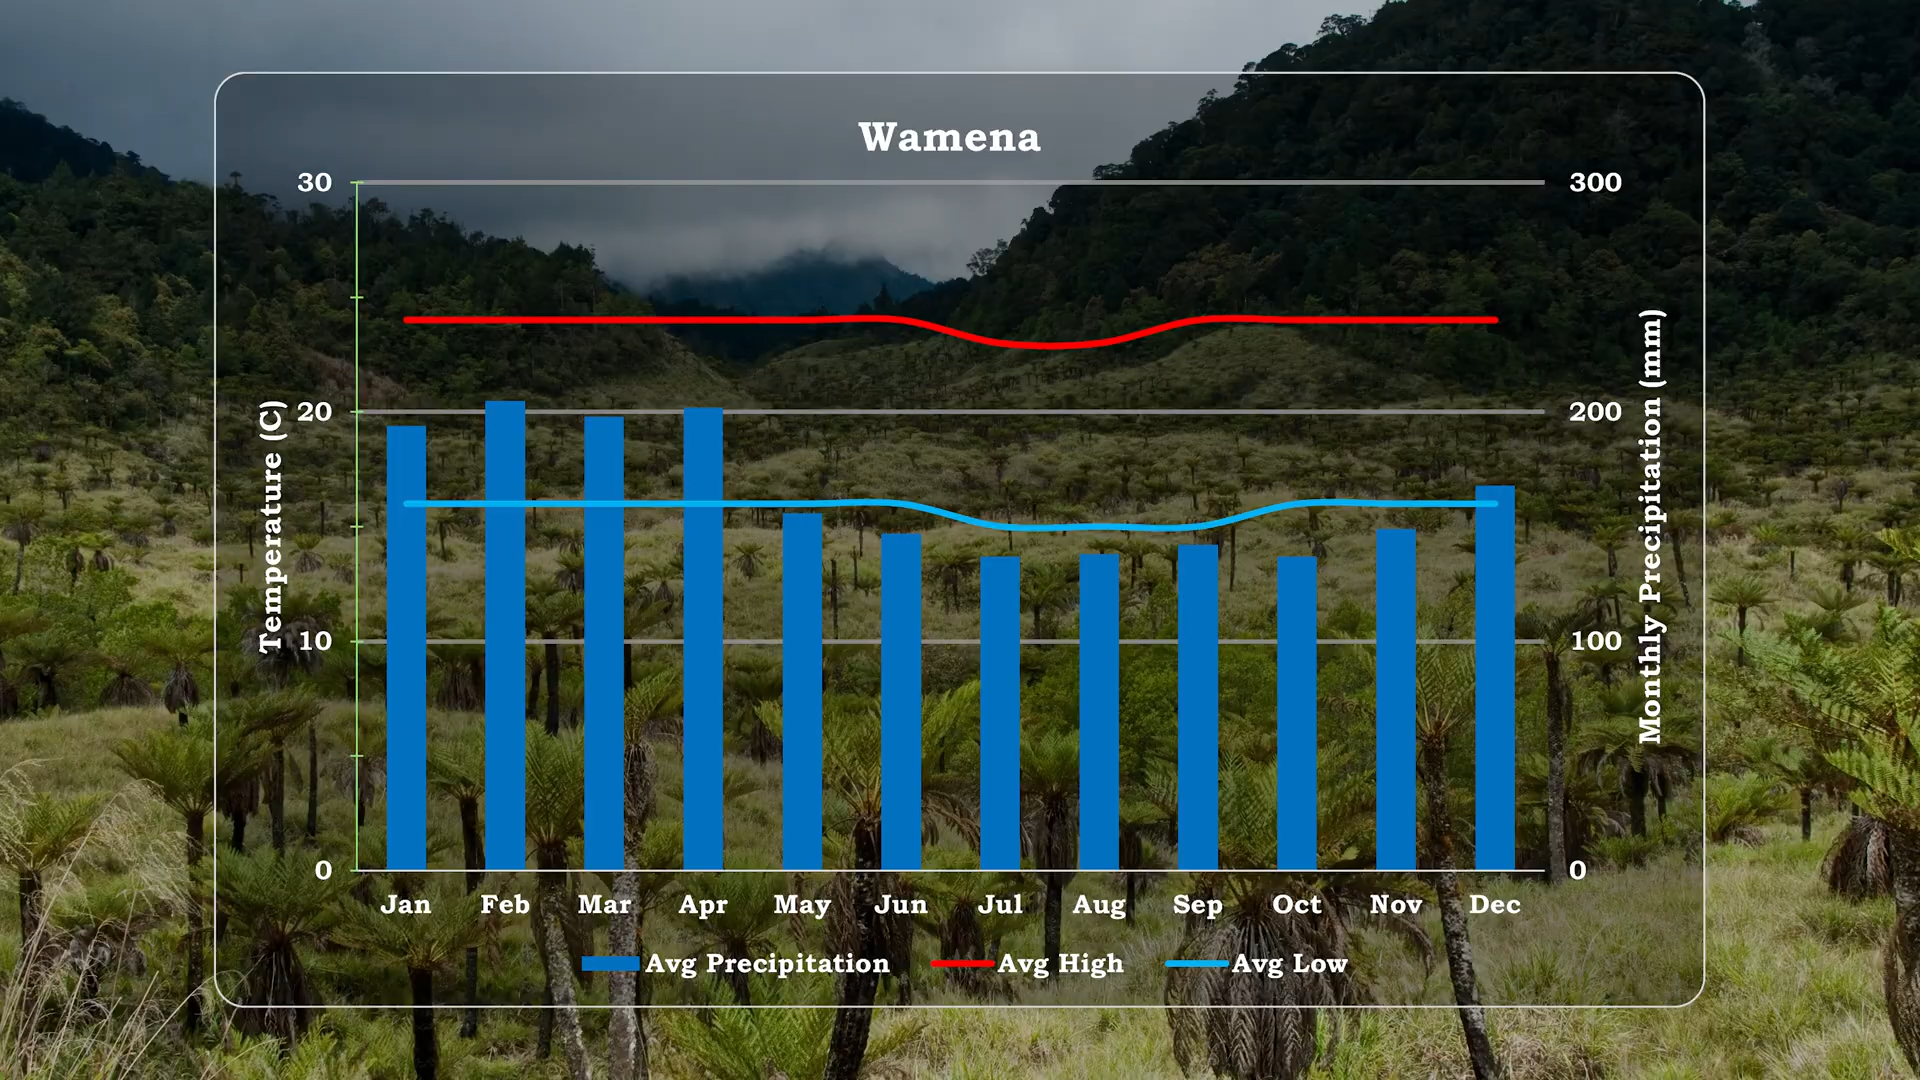 Wamena
30
300
20
200
10
100
0
0
Temperature (C)
Monthly Precipitation (mm)
Jan Feb Mar Apr May Jun Jul Aug Sep Oct Nov Dec
Avg Precipitation Avg High Avg Low